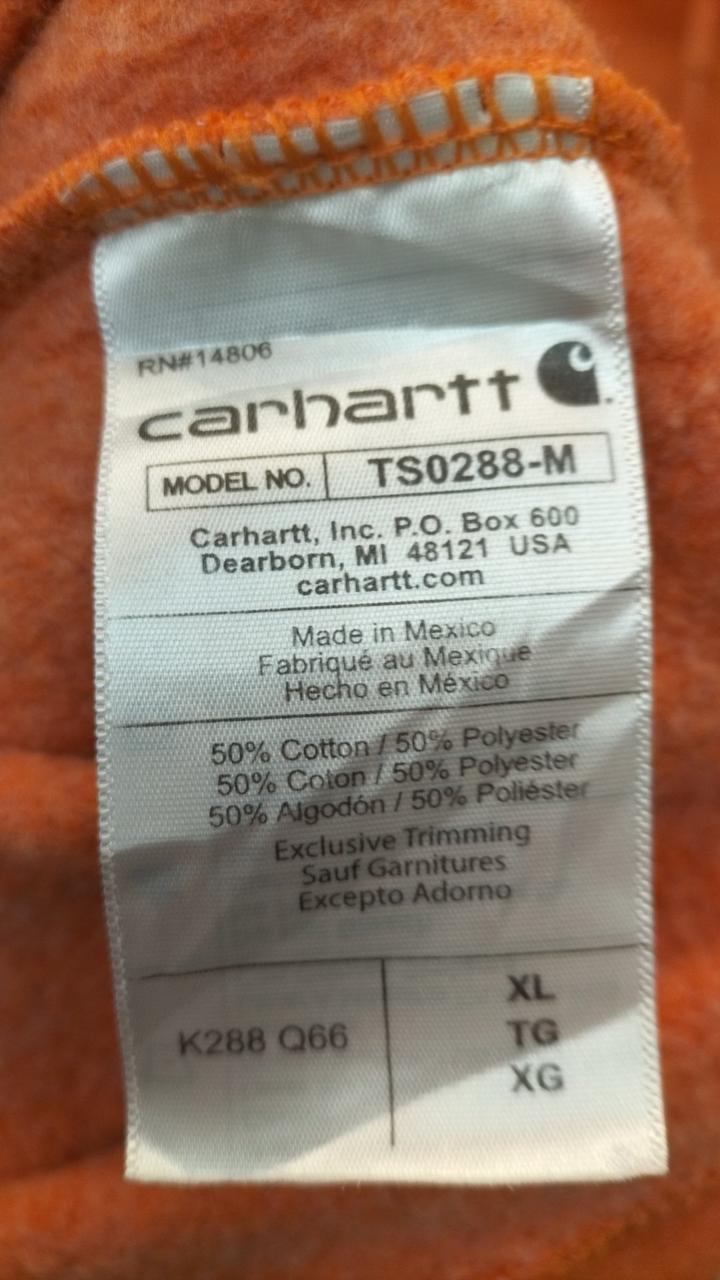 RN#14806
carhartt
MODEL NO. TS0288-M
Carhartt, Inc. P.O. Box 600
Dearborn, MI 48121 USA
carhartt.com
Made in Mexico
Fabriqué au Mexique
Hecho en México
50% Cotton / 50% Polyester
50% Coton / 50% Polyester
50% Algodón / 50% Poliéster
Exclusive Trimming
Sauf Garnitures
Excepto Adorno
K288 Q66
XL
TG
XG